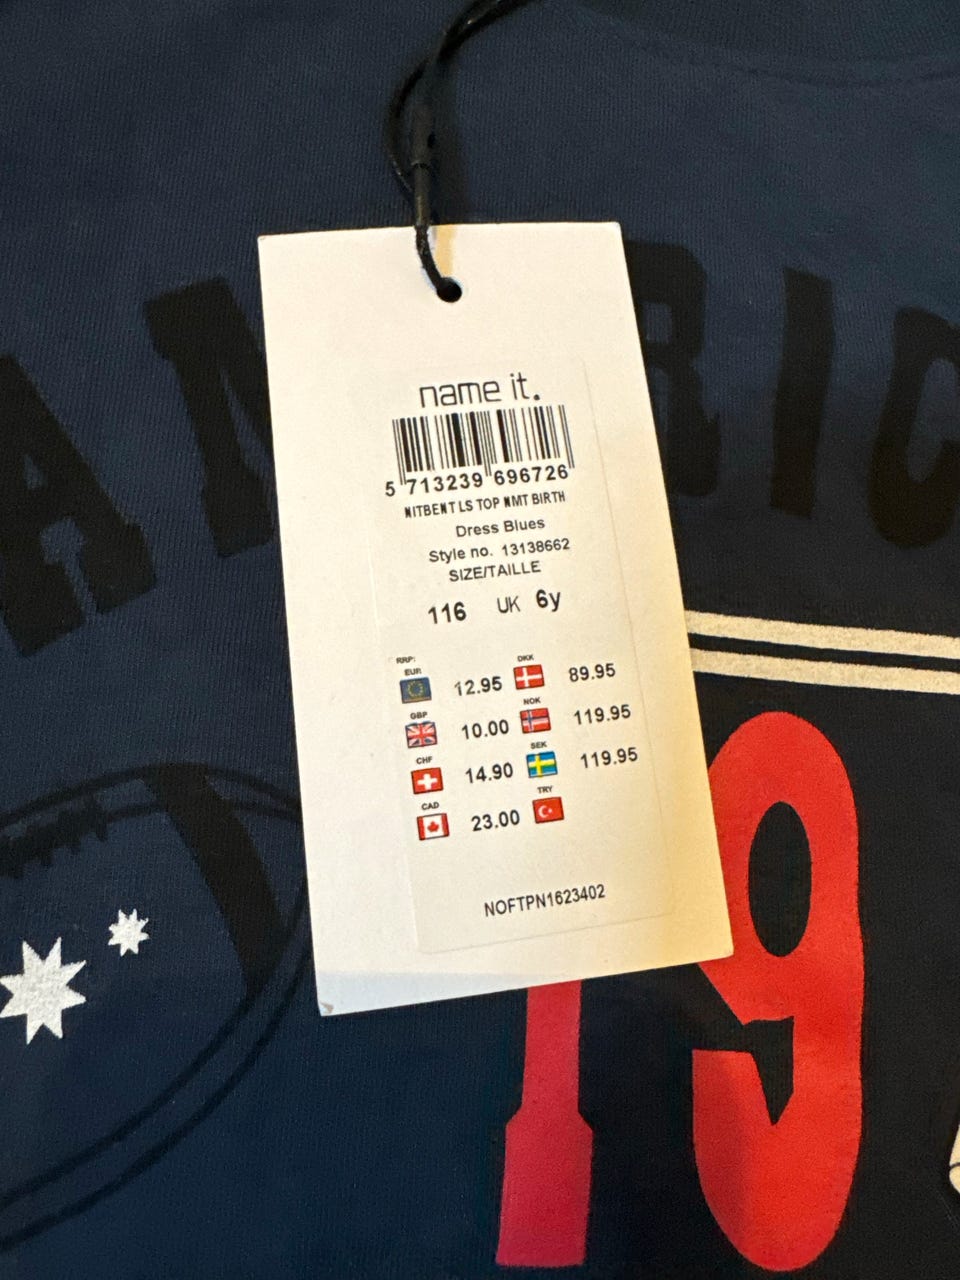 AMERIC
name it.
5 713239 696726
NITBENT LS TOP NMT BIRTH
Dress Blues
Style no. 13138662
SIZE/TAILLE
116 UK 6y
RRP:
EUR 12.95 DKK 89.95
GBP 10.00 NOK 119.95
CHF 14.90 SEK 119.95
CAD 23.00 TRY
NOFTPN1623402
19